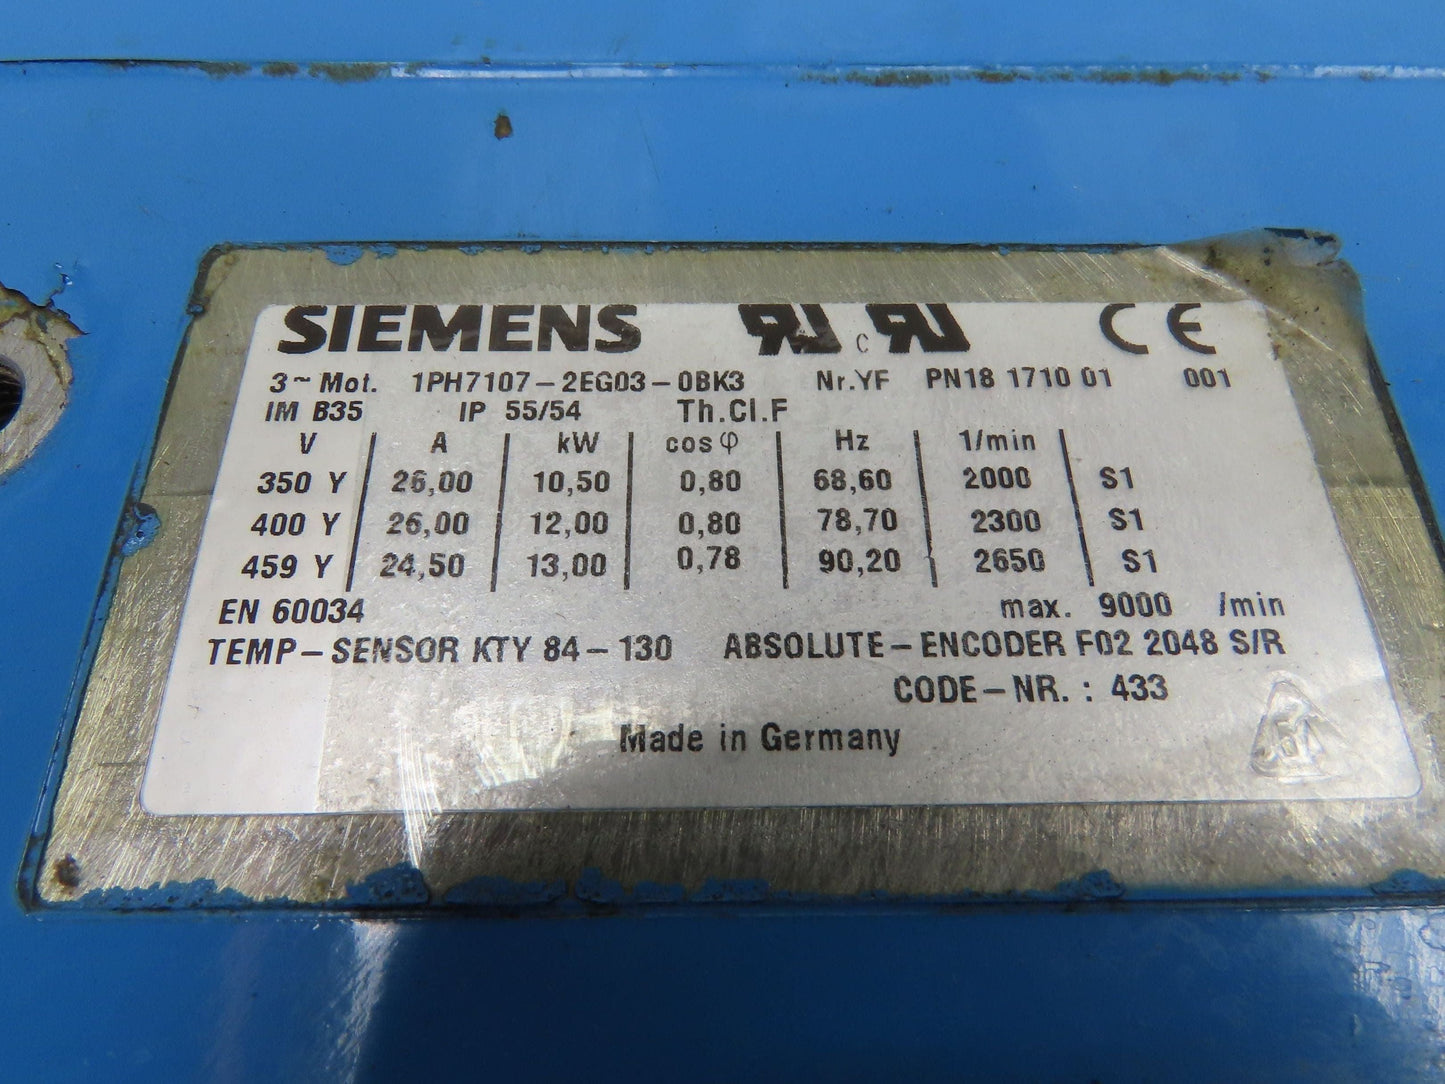 SIEMENS c CE
3~Mot. 1PH7107-2EG03-0BK3 Nr.YF PN18 1710 01 001
IM B35 IP 55/54 Th.Cl.F
V A kW cosφ Hz 1/min
350 Y 26,00 10,50 0,80 68,60 2000 S1
400 Y 26,00 12,00 0,80 78,70 2300 S1
459 Y 24,50 13,00 0,78 90,20 2650 S1
EN 60034 max. 9000 /min
TEMP-SENSOR KTY 84-130 ABSOLUTE-ENCODER F02 2048 S/R
CODE-NR. : 433
Made in Germany